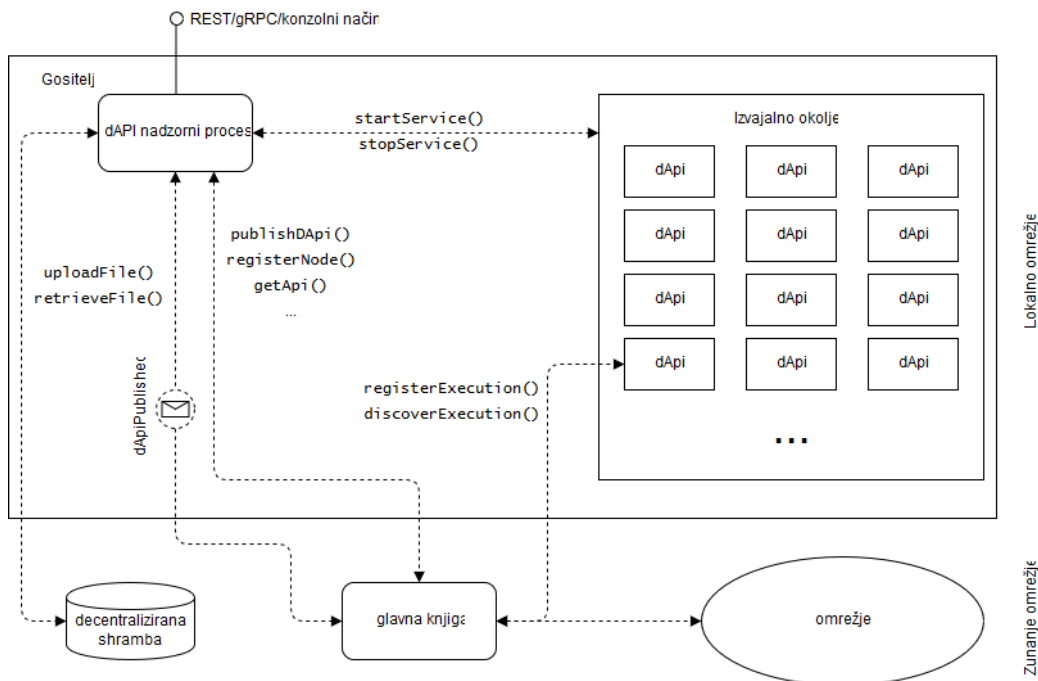 REST/gRPC/konzolni način
Gositelj
dAPI nadzorni proces
startService()
stopService()
Izvajalno okolje
dApi dApi dApi
dApi dApi dApi
dApi dApi dApi
dApi dApi dApi
...
publishDApi()
registerNode()
getApi()
...
uploadFile()
retrieveFile()
dApiPublished
registerExecution()
discoverExecution()
Lokalno omrežje
decentralizirana
shramba
glavna knjiga
omrežje
Zunanje omrežje